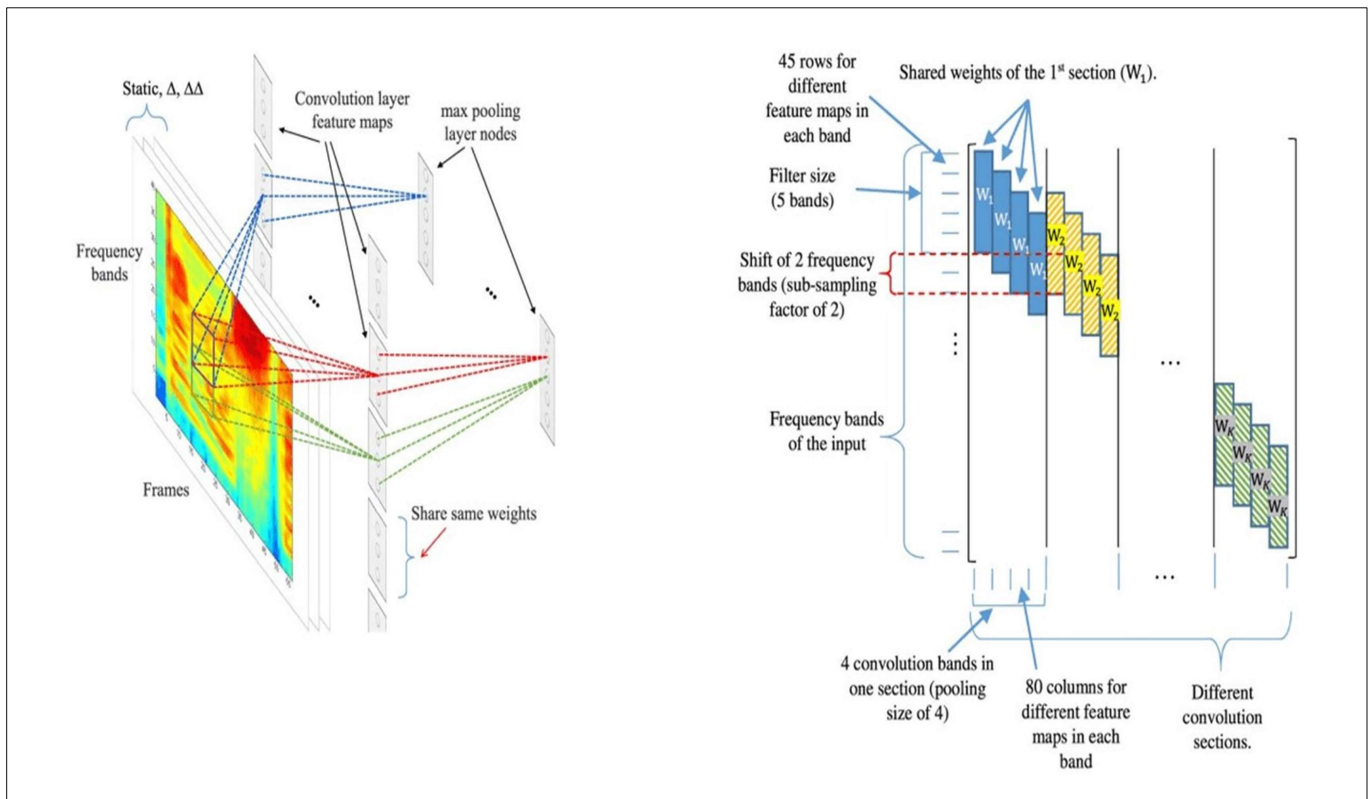 Static, Δ, ΔΔ
Convolution layer
feature maps
max pooling
layer nodes
Frequency
bands
Frames
Share same weights
45 rows for
different
feature maps in
each band
Shared weights of the 1st section (W1).
Filter size
(5 bands)
Shift of 2 frequency
bands (sub-sampling
factor of 2)
Frequency bands
of the input
W1
W1
W1
W1
W2
W2
W2
W2
WK
WK
WK
WK
4 convolution bands in
one section (pooling
size of 4)
80 columns for
different feature
maps in each
band
Different
convolution
sections.